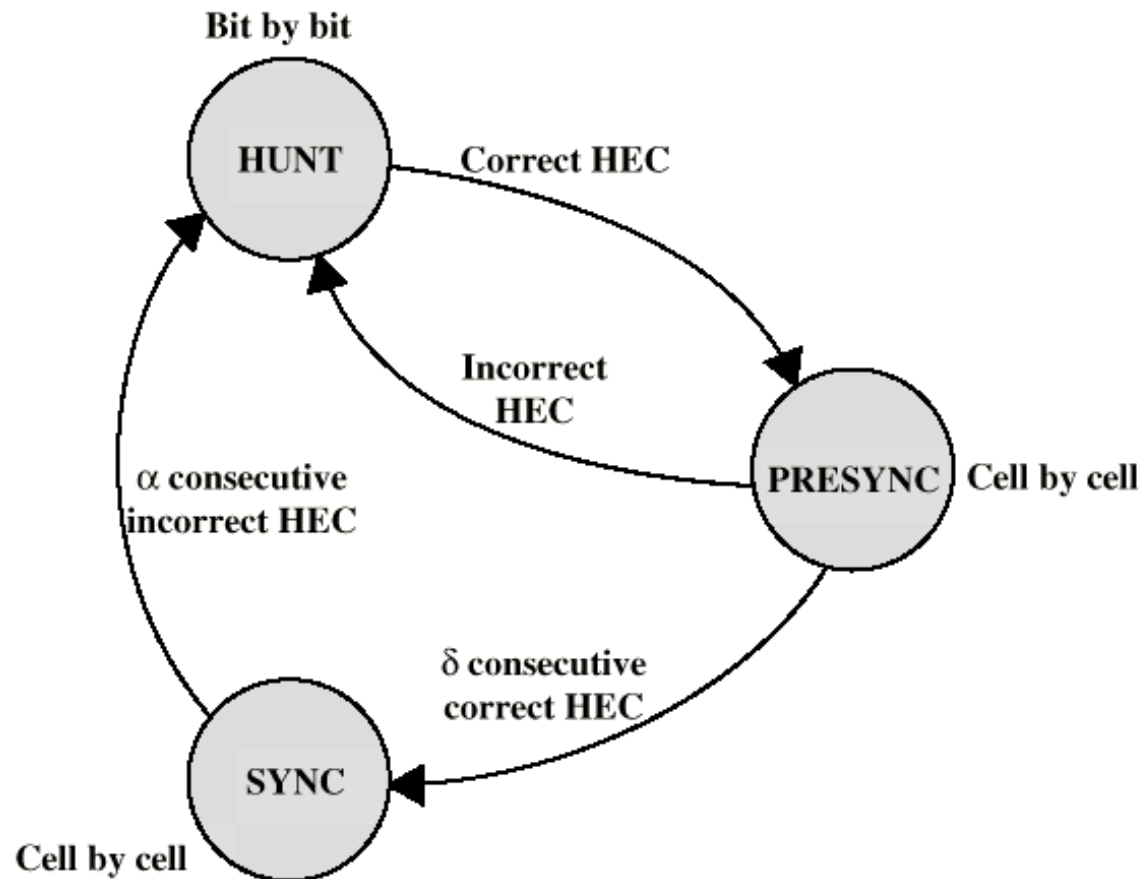 Bit by bit
HUNT
Correct HEC
Incorrect
HEC
PRESYNC
Cell by cell
α consecutive
incorrect HEC
δ consecutive
correct HEC
SYNC
Cell by cell